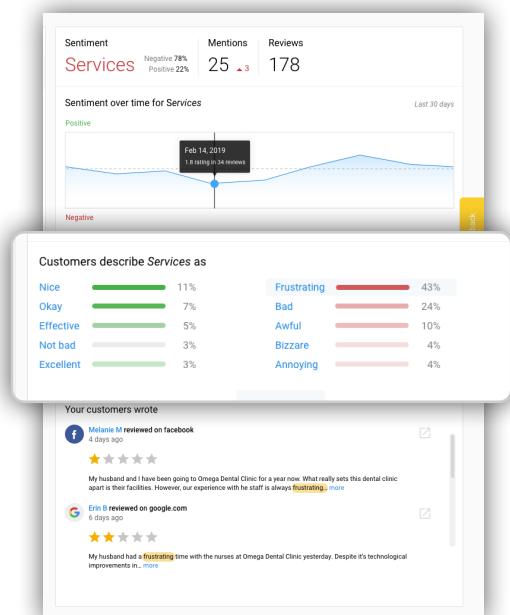 Sentiment
Mentions
Reviews
Services
Negative 78%
Positive 22%
25 3
178
Sentiment over time for Services
Last 30 days
Positive
Feb 14, 2019
1.8 rating in 34 reviews
Negative
Customers describe Services as
Nice 11%
Okay 7%
Effective 5%
Not bad 3%
Excellent 3%
Frustrating 43%
Bad 24%
Awful 10%
Bizzare 4%
Annoying 4%
Your customers wrote
Melanie M reviewed on facebook
4 days ago
My husband and I have been going to Omega Dental Clinic for a year now. What really sets this dental clinic
apart is their facilities. However, our experience with he staff is always frustrating... more
Erin B reviewed on google.com
6 days ago
My husband had a frustrating time with the nurses at Omega Dental Clinic yesterday. Despite it's technological
improvements in... more